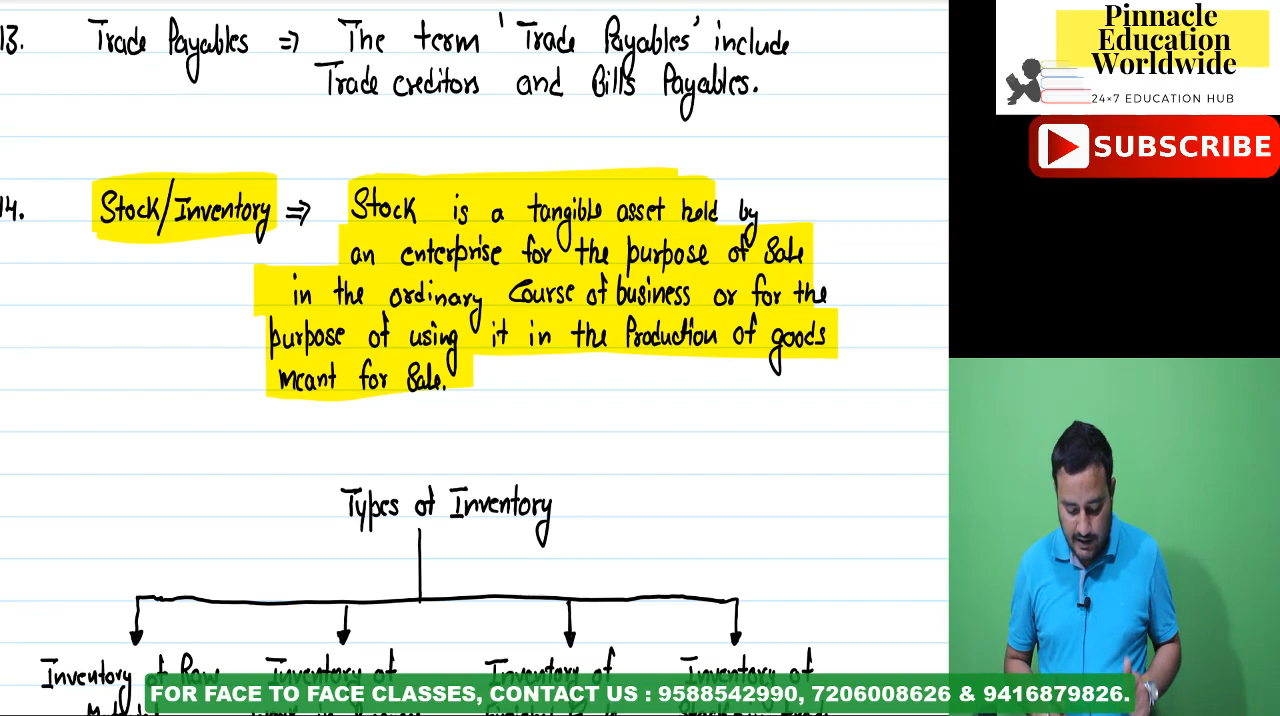 13. Trade Payables => The term 'Trade Payables' include
Trade creditors and Bills Payables.
14. Stock/Inventory => Stock is a tangible asset held by
an enterprise for the purpose of Sale
in the ordinary Course of business or for the
purpose of using it in the Production of goods
meant for Sale.
Types of Inventory
Inventory of Raw
Inventory of
Inventory of
Inventory of
FOR FACE TO FACE CLASSES, CONTACT US : 9588542990, 7206008626 & 9416879826.
Pinnacle
Education
Worldwide
24×7 EDUCATION HUB
SUBSCRIBE